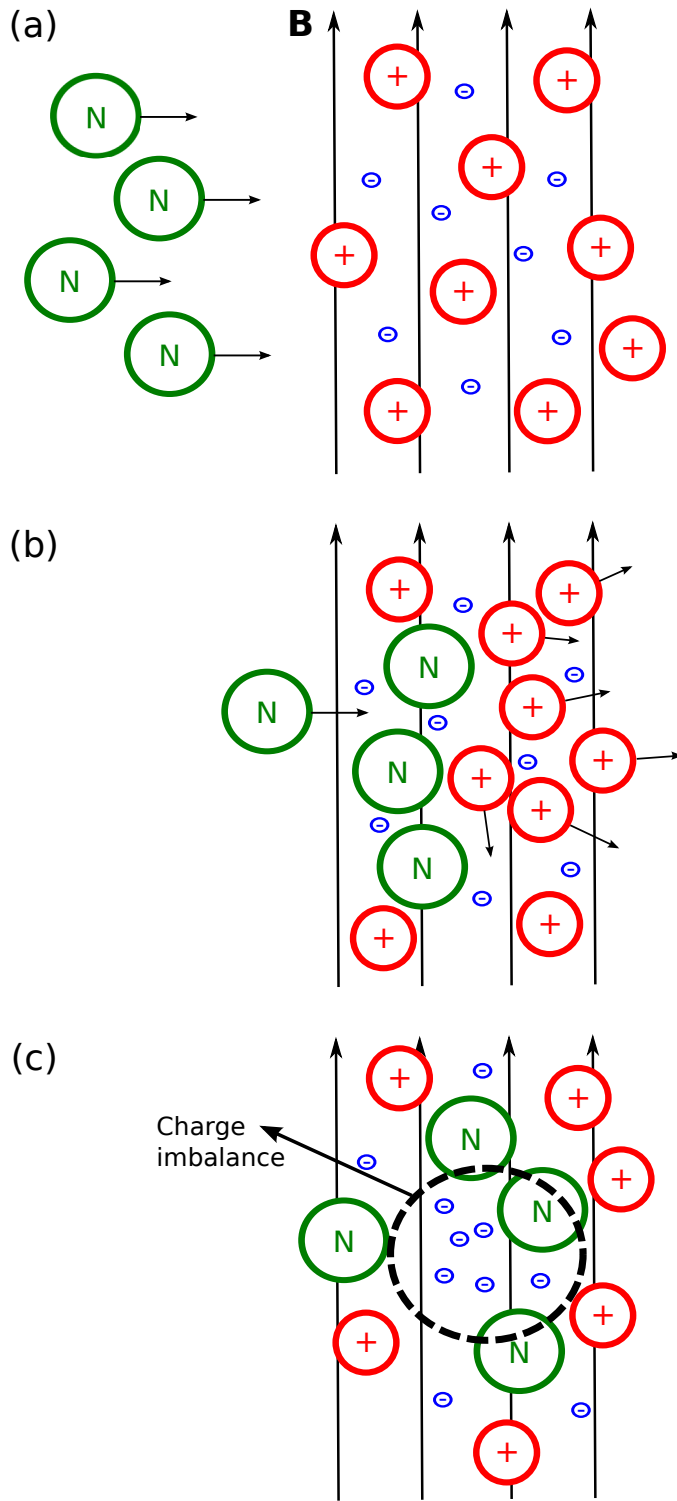 (a) B
+ - +
N
+
- -
N
-
+ - +
N +
- -
N +
-
+ +
(b)
+ - +
+
N
- -
N + 
-
N + - +
+
-
N -
-
+ +
(c)
+ - +
Charge
N
imbalance
-
+
- N
N - -
- - -
+ +
N
- -
+